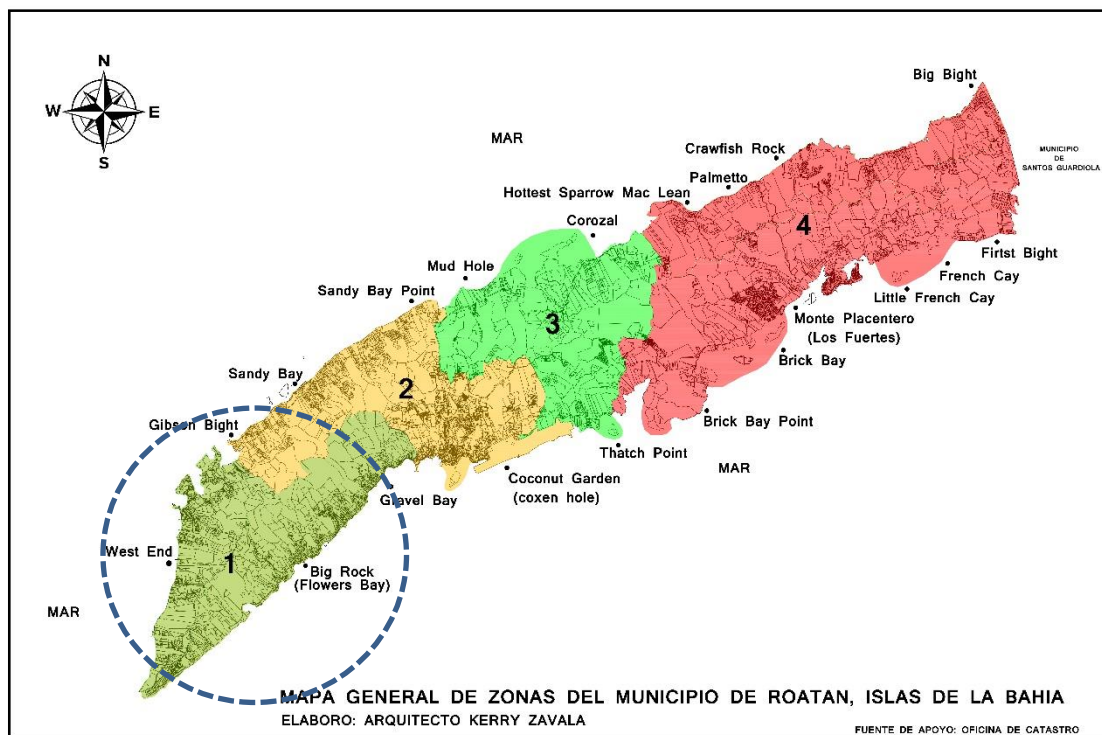 N
W
E
S
Big Bight
MAR
Crawfish Rock
MUNICIPIO
DE
SANTOS GUARDIOLA
Palmetto
Hottest Sparrow Mac Lean
Corozal
4
Firtst Bight
Mud Hole
French Cay
Little French Cay
Sandy Bay Point
Monte Placentero
(Los Fuertes)
3
Brick Bay
Sandy Bay
2
Brick Bay Point
Gibson Bight
Thatch Point
MAR
Coconut Garden
(coxen hole)
Gravel Bay
West End
1
Big Rock
(Flowers Bay)
MAR
MAPA GENERAL DE ZONAS DEL MUNICIPIO DE ROATAN, ISLAS DE LA BAHIA
ELABORO: ARQUITECTO KERRY ZAVALA
FUENTE DE APOYO: OFICINA DE CATASTRO